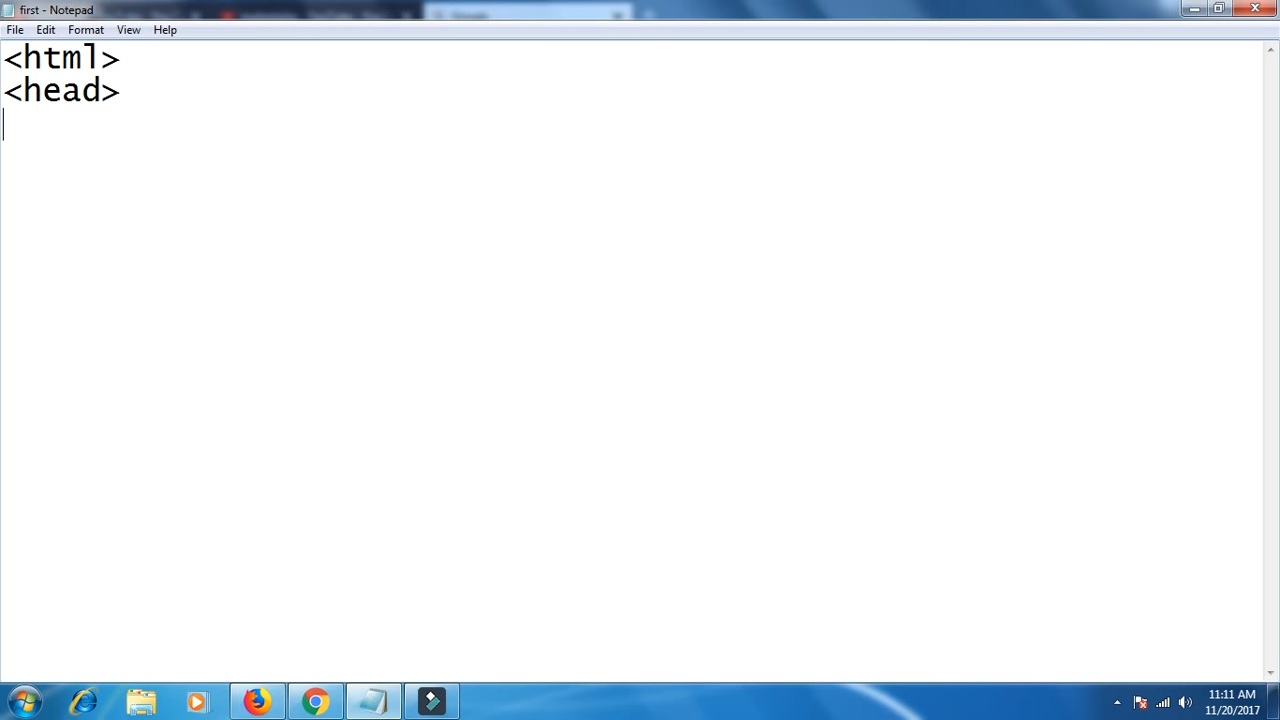 first - Notepad
File Edit Format View Help
<html>
<head>
11:11 AM
11/20/2017